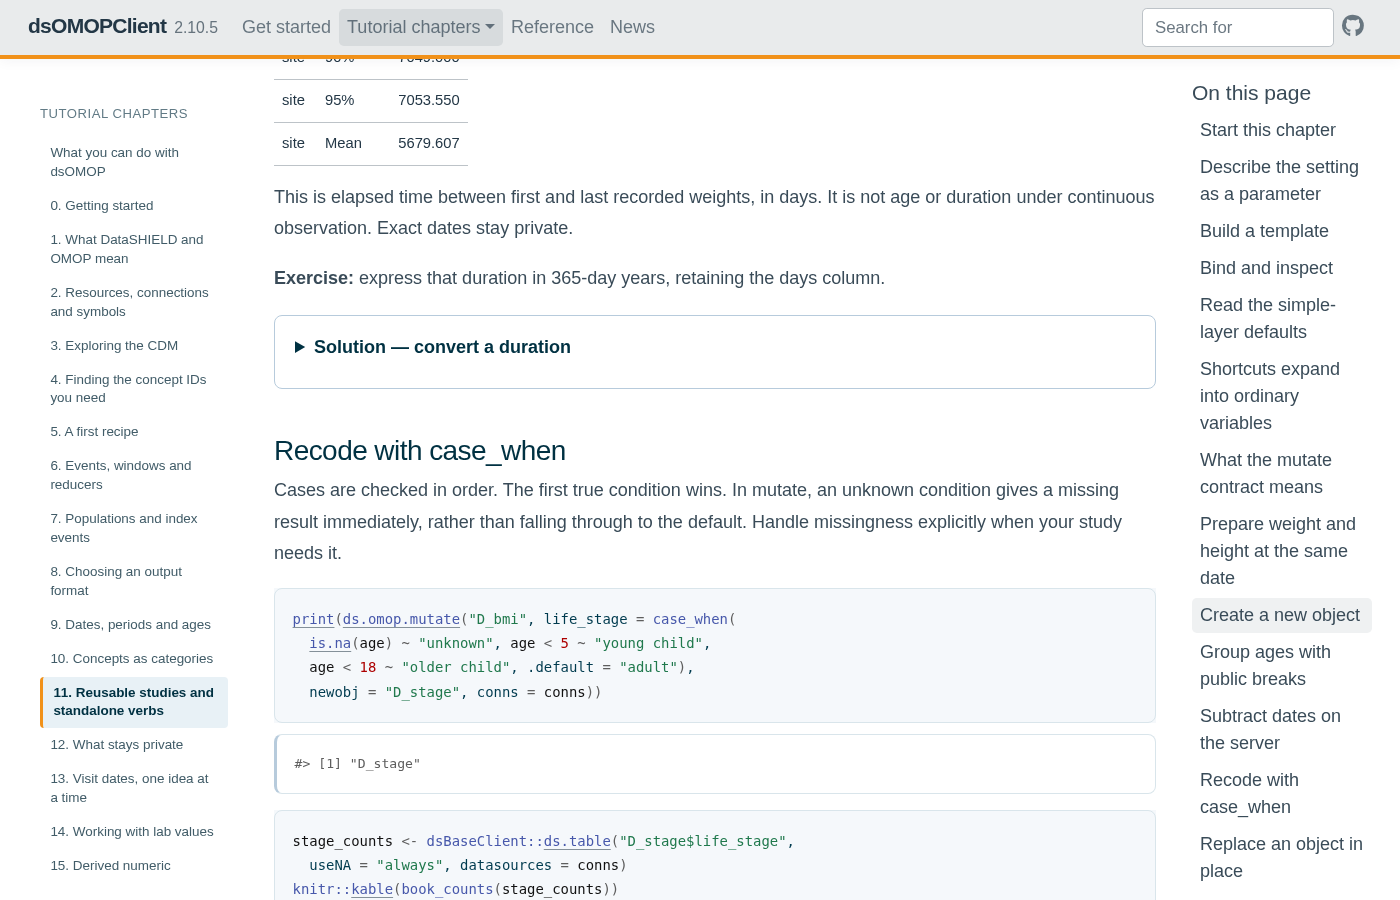 dsOMOPClient 2.10.5 Get started Tutorial chapters Reference News Search for
TUTORIAL CHAPTERS
What you can do with
dsOMOP
0. Getting started
1. What DataSHIELD and
OMOP mean
2. Resources, connections
and symbols
3. Exploring the CDM
4. Finding the concept IDs
you need
5. A first recipe
6. Events, windows and
reducers
7. Populations and index
events
8. Choosing an output
format
9. Dates, periods and ages
10. Concepts as categories
11. Reusable studies and
standalone verbs
12. What stays private
13. Visit dates, one idea at
a time
14. Working with lab values
15. Derived numeric
site 95% 7053.550
site Mean 5679.607
This is elapsed time between first and last recorded weights, in days. It is not age or duration under continuous
observation. Exact dates stay private.
Exercise: express that duration in 365-day years, retaining the days column.
Solution — convert a duration
Recode with case_when
Cases are checked in order. The first true condition wins. In mutate, an unknown condition gives a missing
result immediately, rather than falling through to the default. Handle missingness explicitly when your study
needs it.
print(ds.omop.mutate("D_bmi", life_stage = case_when(
  is.na(age) ~ "unknown", age < 5 ~ "young child",
  age < 18 ~ "older child", .default = "adult"),
  newobj = "D_stage", conns = conns))
#> [1] "D_stage"
stage_counts <- dsBaseClient::ds.table("D_stage$life_stage",
  useNA = "always", datasources = conns)
knitr::kable(book_counts(stage_counts))
On this page
Start this chapter
Describe the setting
as a parameter
Build a template
Bind and inspect
Read the simple-
layer defaults
Shortcuts expand
into ordinary
variables
What the mutate
contract means
Prepare weight and
height at the same
date
Create a new object
Group ages with
public breaks
Subtract dates on
the server
Recode with
case_when
Replace an object in
place